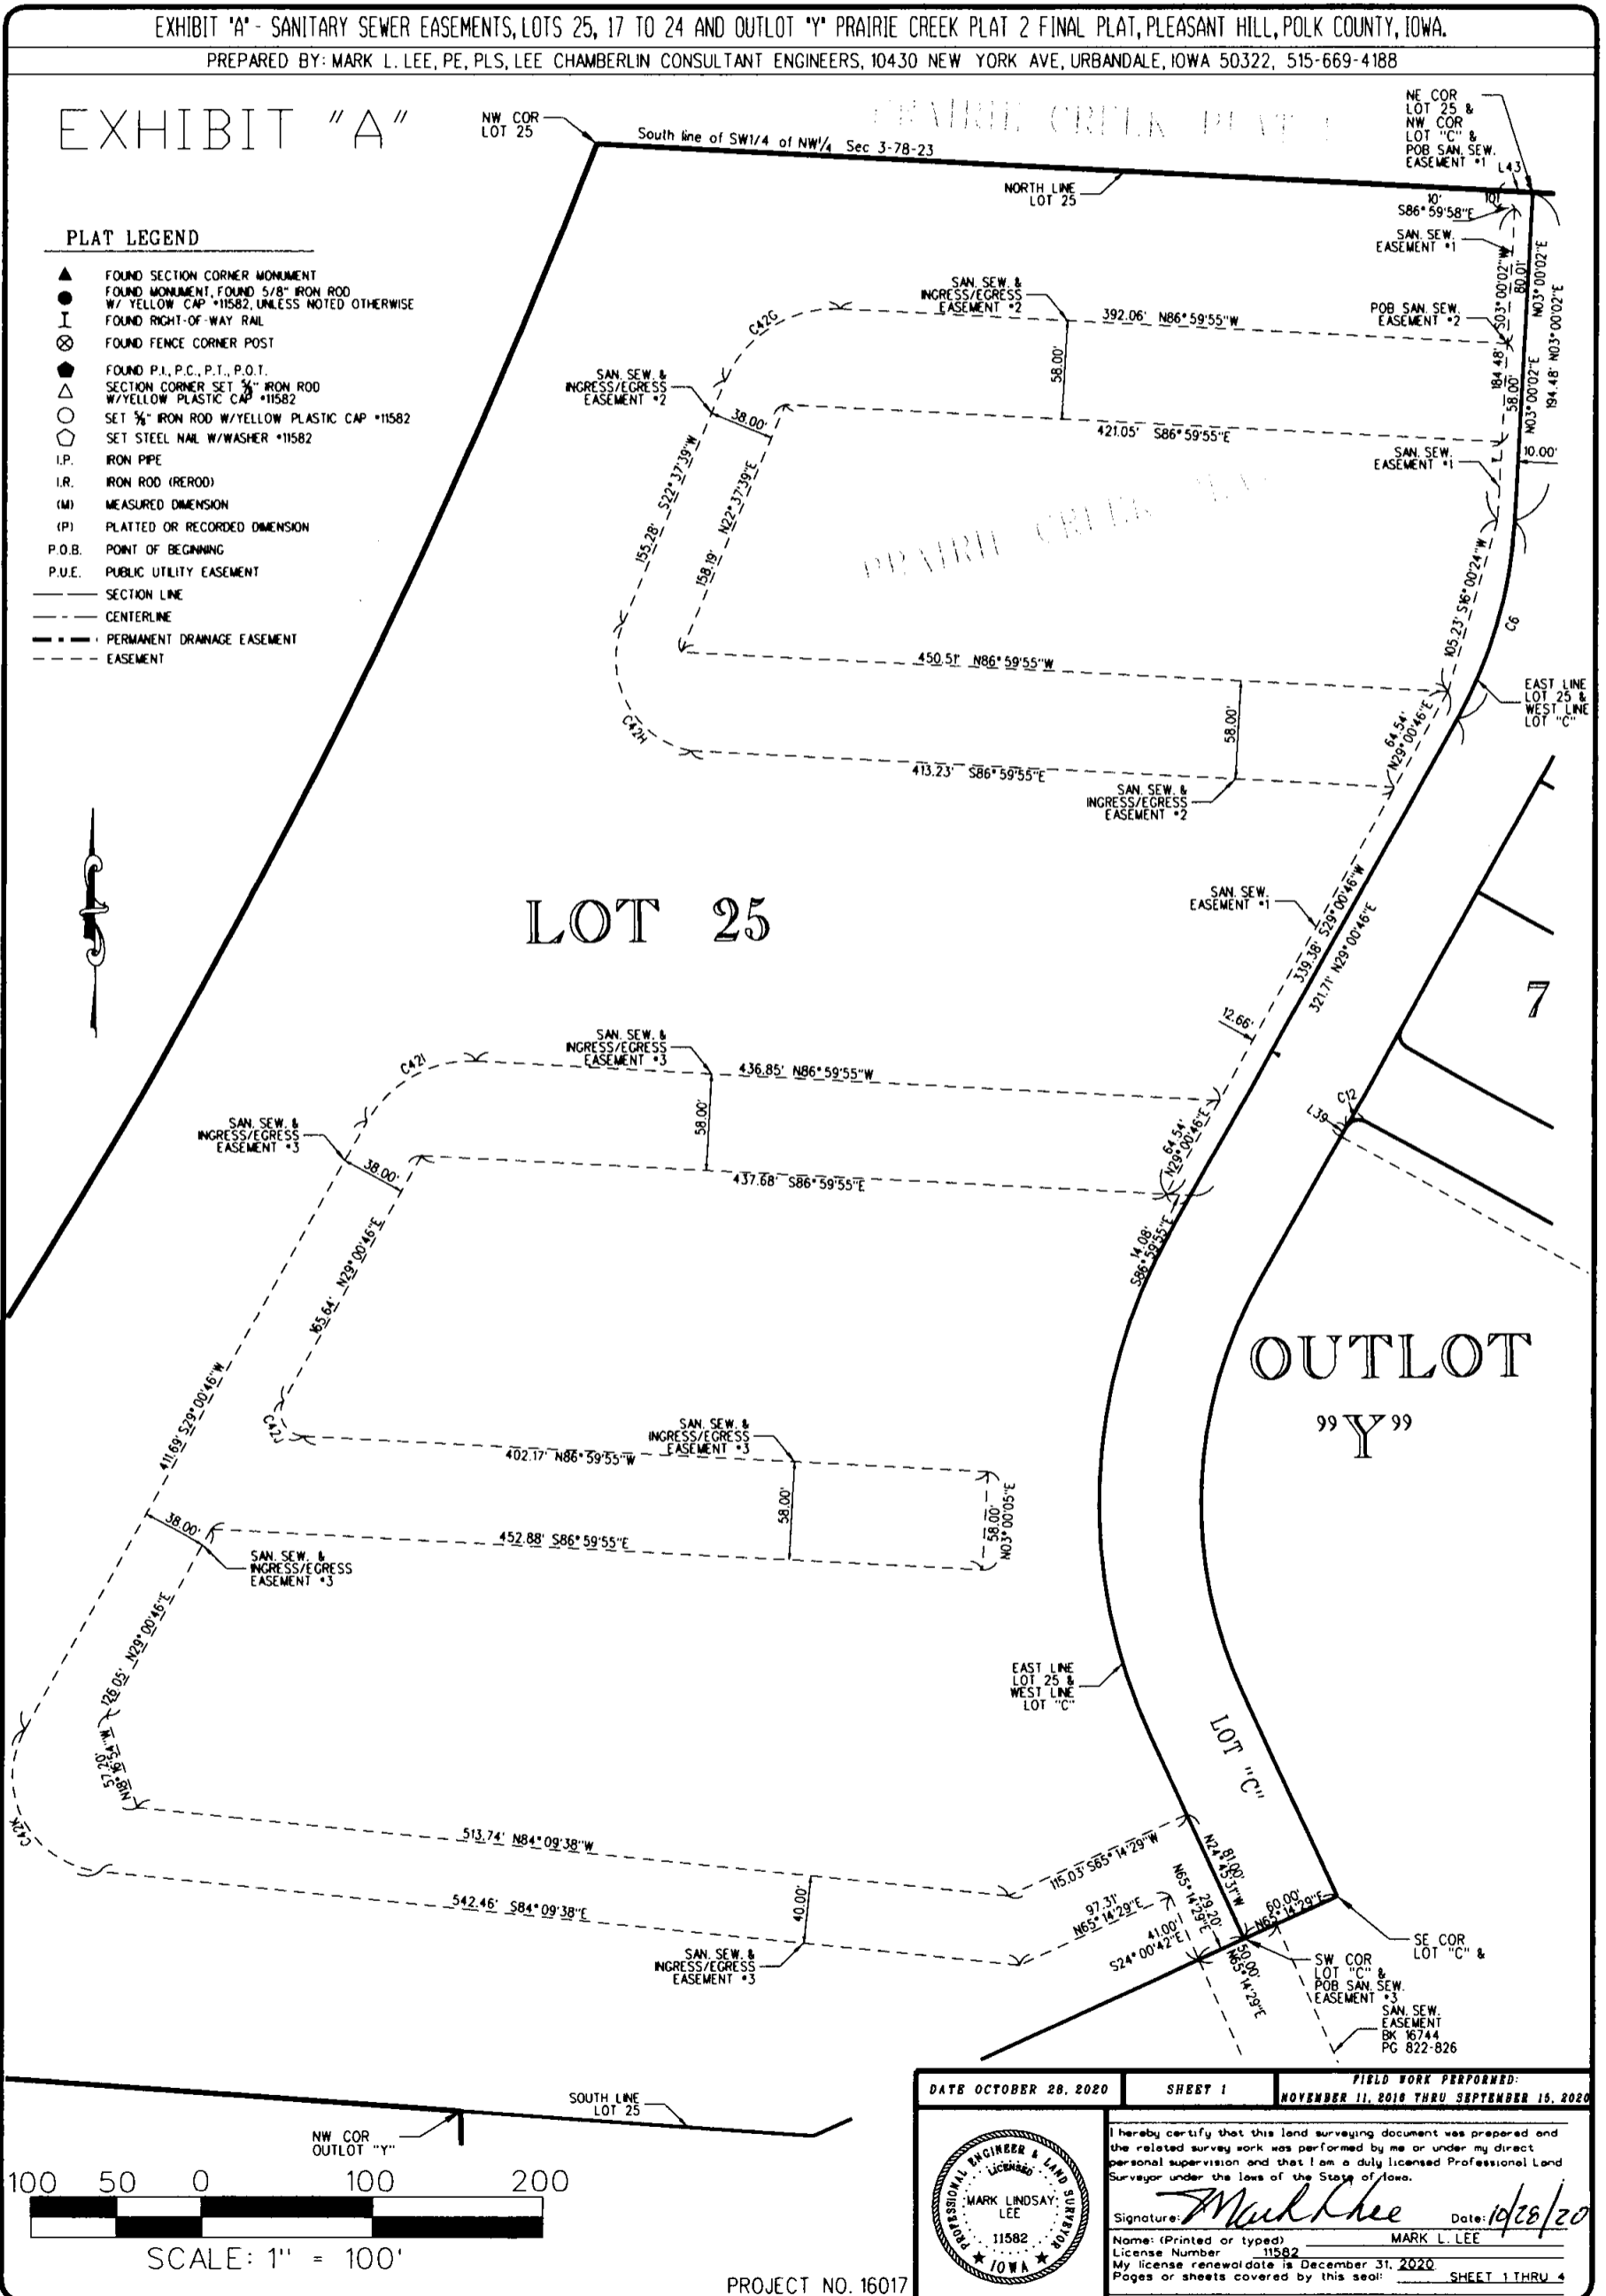 EXHIBIT "A" - SANITARY SEWER EASEMENTS, LOTS 25, 17 TO 24 AND OUTLOT "Y" PRAIRIE CREEK PLAT 2 FINAL PLAT, PLEASANT HILL, POLK COUNTY, IOWA.
PREPARED BY: MARK L. LEE, PE, PLS, LEE CHAMBERLIN CONSULTANT ENGINEERS, 10430 NEW YORK AVE, URBANDALE, IOWA 50322, 515-669-4188
EXHIBIT "A"
NW COR
LOT 25
South line of SW1/4 of NW1/4 Sec 3-78-23
PRAIRIE CREEK PLAT 1
NORTH LINE
LOT 25
NE COR
LOT 25 &
NW COR
LOT "C" &
POB SAN. SEW.
EASEMENT #1
L43
10'
10'
S86°59'58"E
SAN. SEW.
EASEMENT #1
S03°00'02"W
60.01'
N03°00'02"E
194.48' N03°00'02"E
POB SAN. SEW.
EASEMENT #2
184.48'
58.00'
N03°00'02"E
10.00'
SAN. SEW.
EASEMENT #1
PLAT LEGEND
FOUND SECTION CORNER MONUMENT
FOUND MONUMENT, FOUND 5/8" IRON ROD
W/ YELLOW CAP #11582, UNLESS NOTED OTHERWISE
FOUND RIGHT-OF-WAY RAIL
FOUND FENCE CORNER POST
FOUND P.I., P.C., P.T., P.O.T.
SECTION CORNER SET 5/8" IRON ROD
W/YELLOW PLASTIC CAP #11582
SET 5/8" IRON ROD W/YELLOW PLASTIC CAP #11582
SET STEEL NAIL W/WASHER #11582
I.P. IRON PIPE
I.R. IRON ROD (REROD)
(M) MEASURED DIMENSION
(P) PLATTED OR RECORDED DIMENSION
P.O.B. POINT OF BEGINNING
P.U.E. PUBLIC UTILITY EASEMENT
SECTION LINE
CENTERLINE
PERMANENT DRAINAGE EASEMENT
EASEMENT
SAN. SEW. &
INGRESS/EGRESS
EASEMENT #2
392.06' N86°59'55"W
C42G
58.00'
SAN. SEW. &
INGRESS/EGRESS
EASEMENT #2
38.00'
421.05' S86°59'55"E
155.28' S22°37'39"W
158.19' N22°37'39"E
PRAIRIE CREEK
105.23' S16°00'24"W
C6
450.51' N86°59'55"W
C42H
58.00'
64.54'
N29°00'46"E
EAST LINE
LOT 25 &
WEST LINE
LOT "C"
413.23' S86°59'55"E
SAN. SEW. &
INGRESS/EGRESS
EASEMENT #2
LOT 25
SAN. SEW.
EASEMENT #1
339.38' S29°00'46"W
321.71' N29°00'46"E
7
12.66'
SAN. SEW. &
INGRESS/EGRESS
EASEMENT #3
C42I
436.85' N86°59'55"W
58.00'
SAN. SEW. &
INGRESS/EGRESS
EASEMENT #3
38.00'
437.68' S86°59'55"E
64.54'
N29°00'46"E
C12
L39
14.08'
S86°59'55"E
165.64' N29°00'46"E
OUTLOT
"Y"
411.69' S29°00'46"W
C42J
SAN. SEW. &
INGRESS/EGRESS
EASEMENT #3
402.17' N86°59'55"W
58.00'
58.00'
N03°00'05"E
38.00'
452.88' S86°59'55"E
SAN. SEW. &
INGRESS/EGRESS
EASEMENT #3
126.05' N29°00'46"E
57.20'
N18°16'54"W
C42K
EAST LINE
LOT 25 &
WEST LINE
LOT "C"
LOT "C"
513.74' N84°09'38"W
115.03' S65°14'29"W
81.00'
N24°45'31"W
542.46' S84°09'38"E
40.00'
97.31'
N65°14'29"E
29.20'
N65°14'29"E
60.00'
N65°14'29"E
41.00'
S24°00'42"E
50.00'
N65°14'29"E
SAN. SEW. &
INGRESS/EGRESS
EASEMENT #3
SE COR
LOT "C" &
SW COR
LOT "C" &
POB SAN. SEW.
EASEMENT #3
SAN. SEW.
EASEMENT
BK 16744
PG 822-826
SOUTH LINE
LOT 25
NW COR
OUTLOT "Y"
100 50 0 100 200
SCALE: 1" = 100'
PROJECT NO. 16017
DATE OCTOBER 28, 2020
SHEET 1
FIELD WORK PERFORMED:
NOVEMBER 11, 2016 THRU SEPTEMBER 15, 2020
PROFESSIONAL ENGINEER & LAND SURVEYOR
LICENSED
MARK LINDSAY
LEE
11582
IOWA
I hereby certify that this land surveying document was prepared and
the related survey work was performed by me or under my direct
personal supervision and that I am a duly licensed Professional Land
Surveyor under the laws of the State of Iowa.
Signature: Mark L Lee Date: 10/28/20
Name: (Printed or typed) MARK L. LEE
License Number 11582
My license renewal date is December 31, 2020
Pages or sheets covered by this seal: SHEET 1 THRU 4